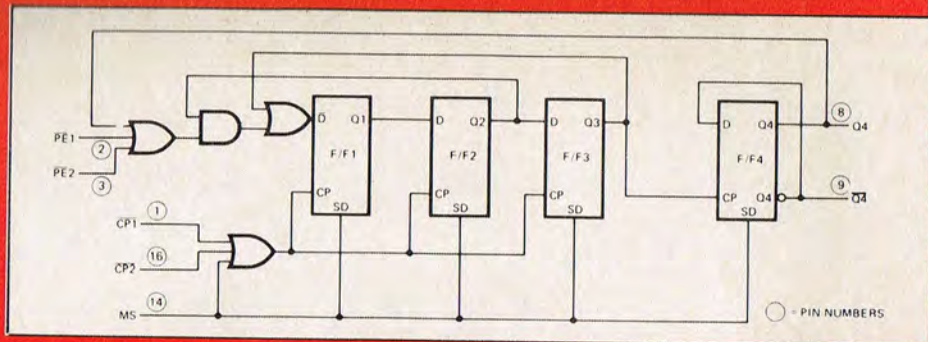 D Q1
D Q2
D Q3
D Q4
8
Q4
PE1
2
F/F1
F/F2
F/F3
F/F4
PE2
3
9
Q4
CP
CP
CP
CP Q4
1
SD
SD
SD
SD
CP1
16
CP2
14
MS
= PIN NUMBERS